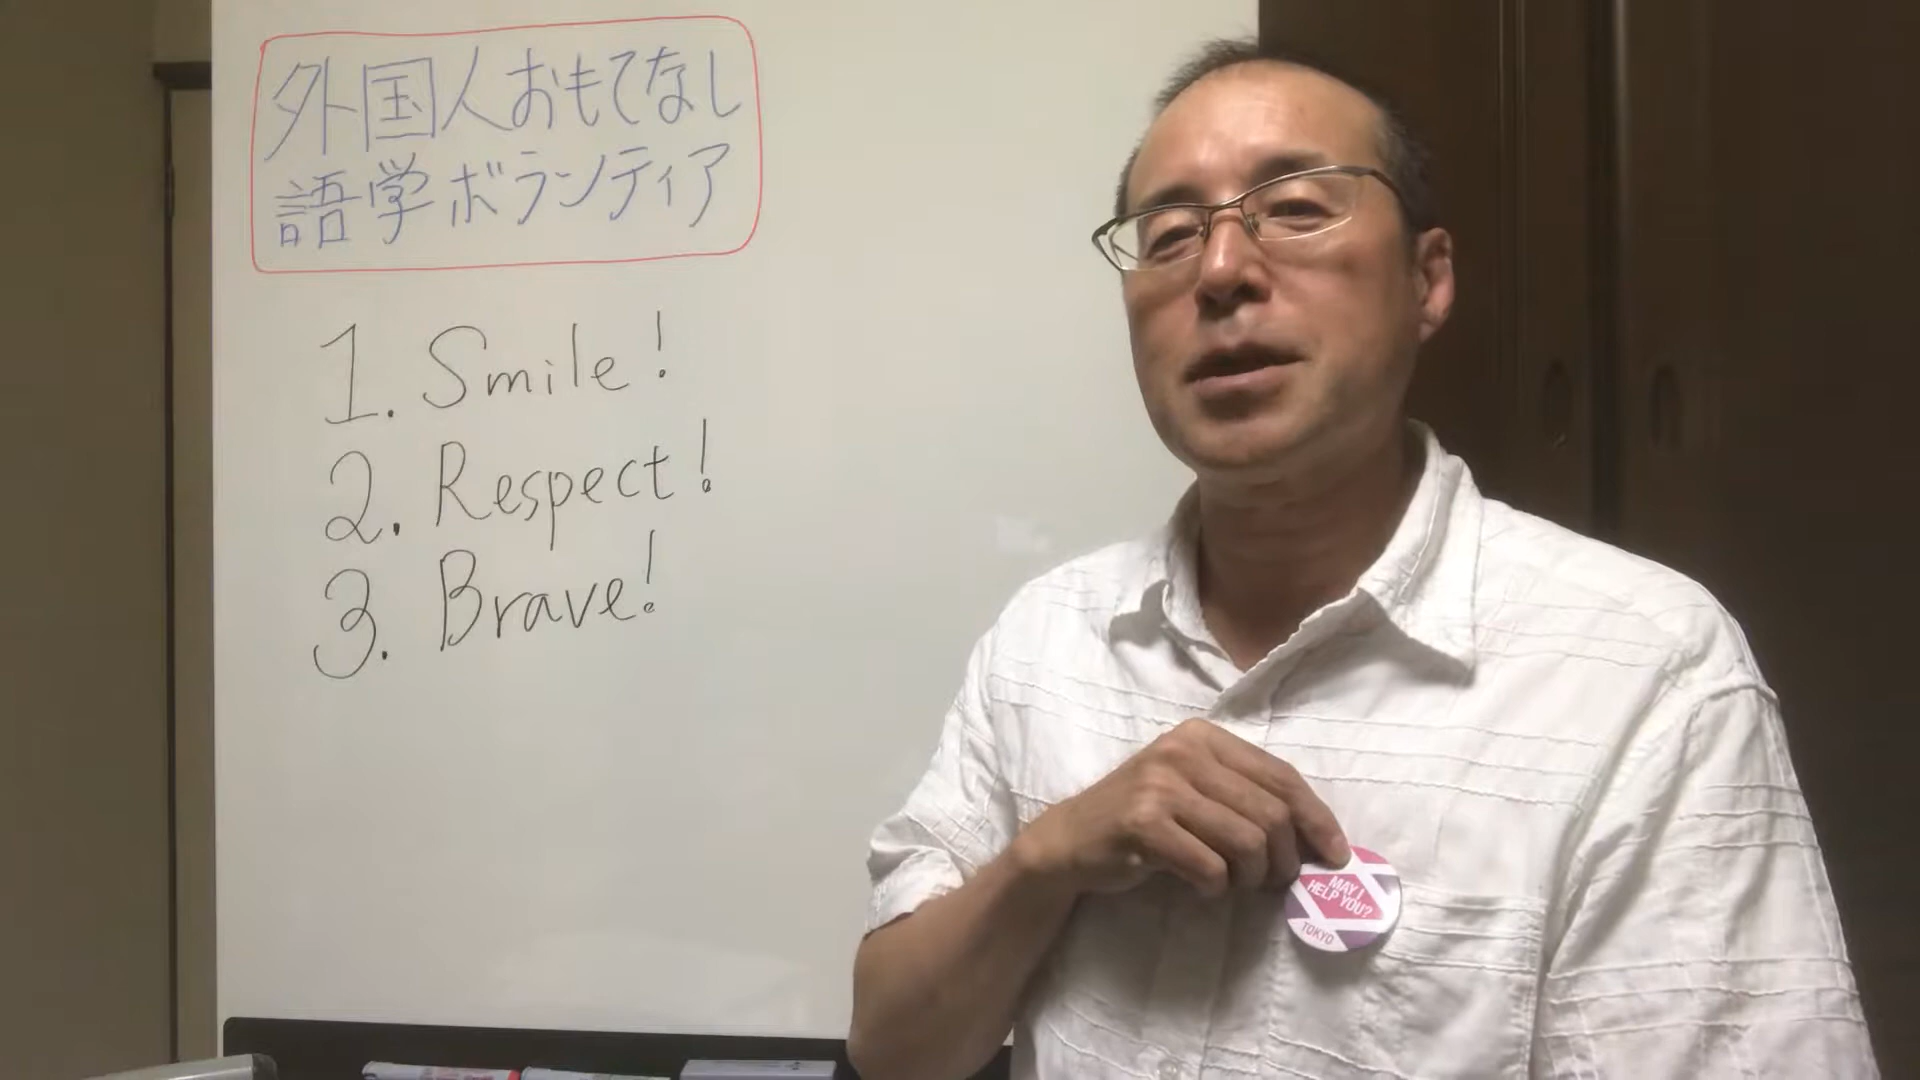 外国人おもてなし
語学ボランティア
1. Smile!
2. Respect!
3. Brave!
MAY I
HELP YOU?
TOKYO